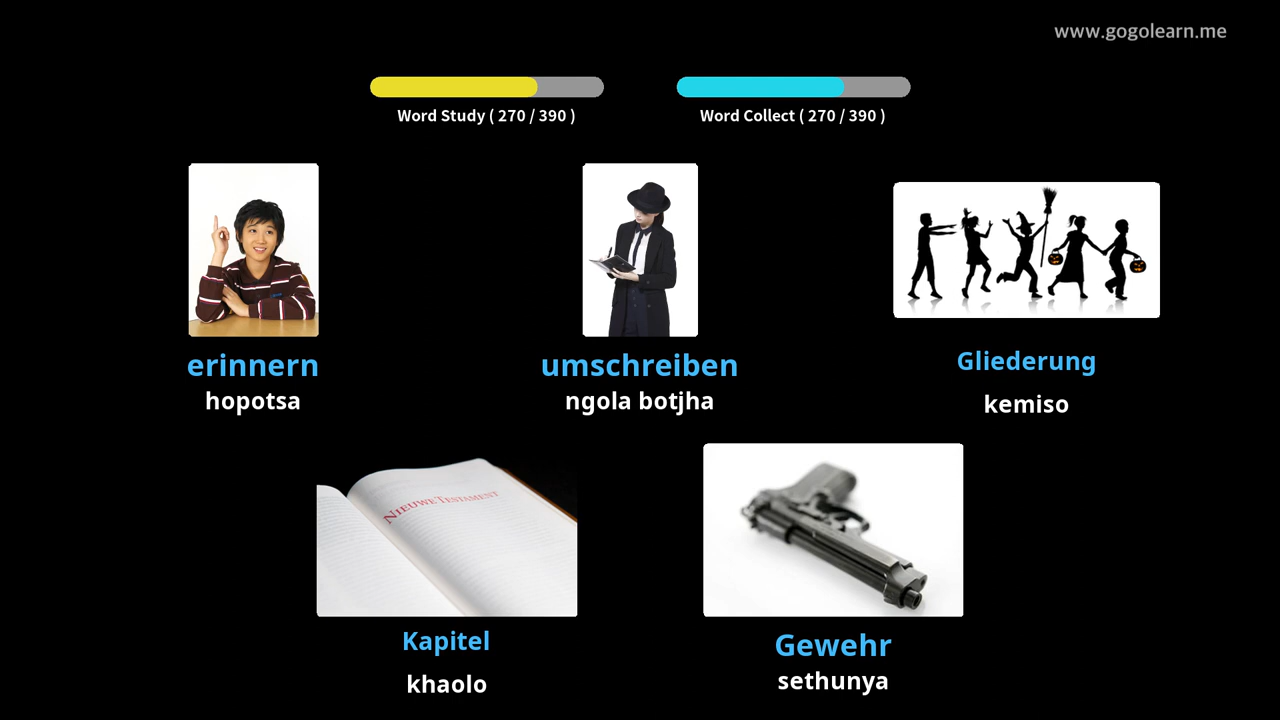 www.gogolearn.me
Word Study ( 270 / 390 )
Word Collect ( 270 / 390 )
erinnern
hopotsa
umschreiben
ngola botjha
Gliederung
kemiso
NIEUWE TESTAMENT
Kapitel
khaolo
Gewehr
sethunya